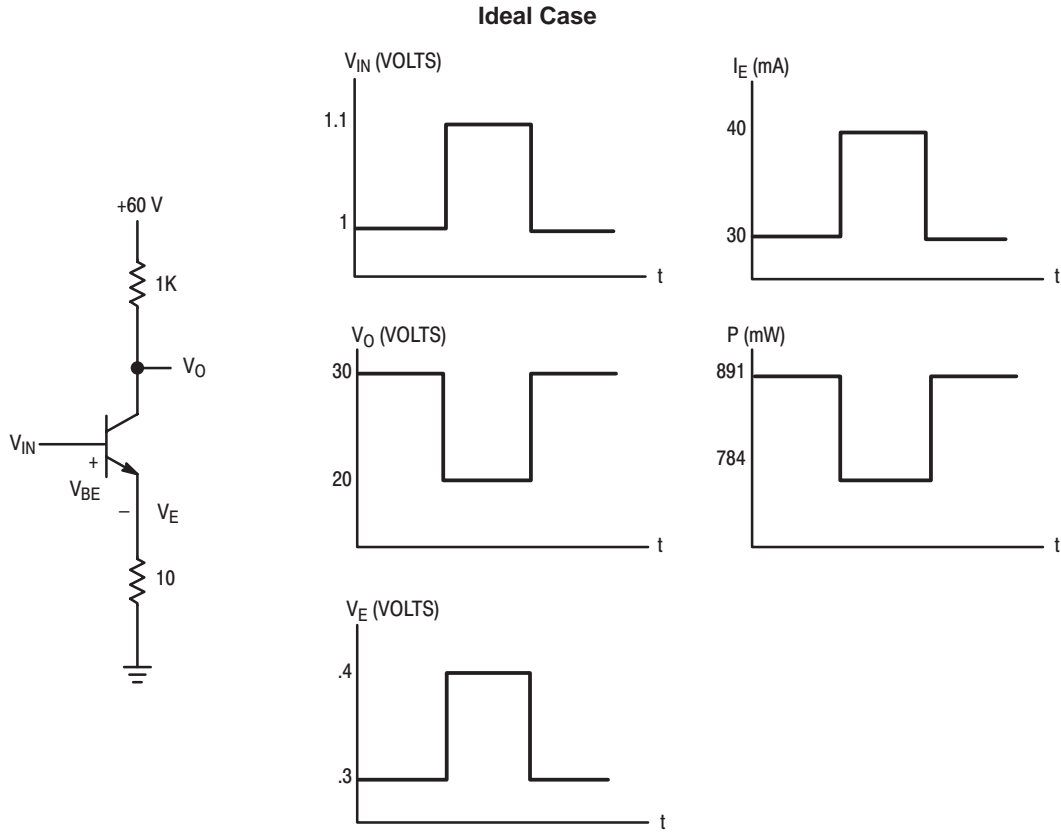 Ideal Case
+60 V
1K
V_O
V_IN
+
V_BE
–
V_E
10
V_IN (VOLTS)
1.1
1
t
I_E (mA)
40
30
t
V_O (VOLTS)
30
20
t
P (mW)
891
784
t
V_E (VOLTS)
.4
.3
t